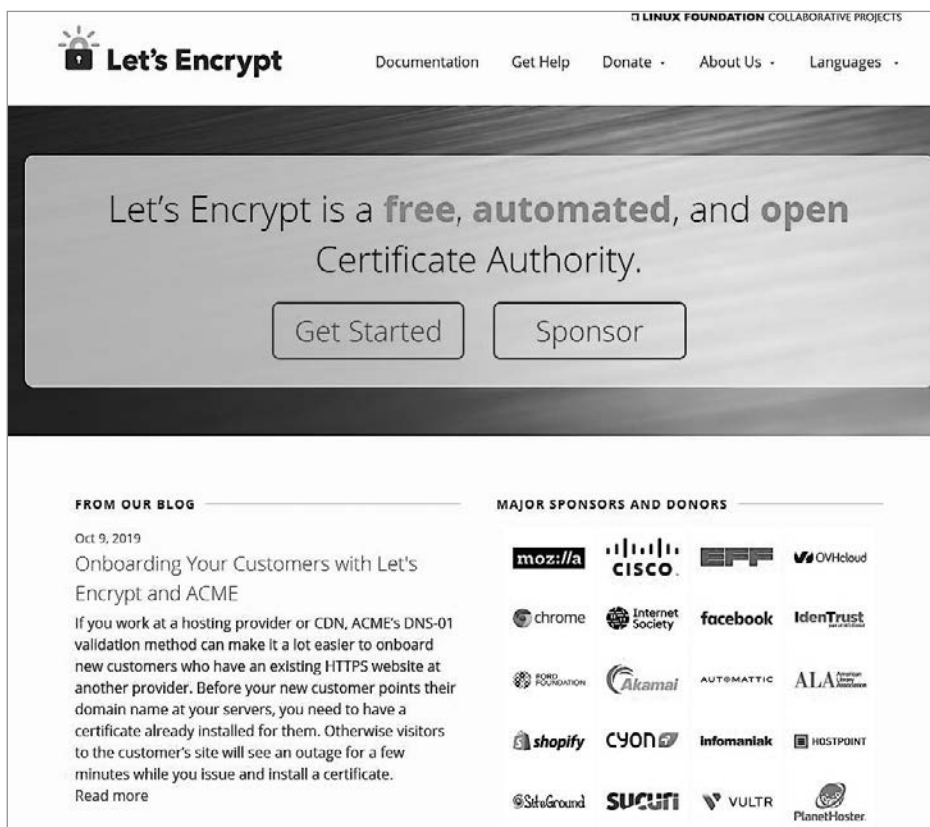 LINUX FOUNDATION COLLABORATIVE PROJECTS
Let's Encrypt
Documentation Get Help Donate About Us Languages
Let's Encrypt is a free, automated, and open
Certificate Authority.
Get Started Sponsor
FROM OUR BLOG
Oct 9, 2019
Onboarding Your Customers with Let's
Encrypt and ACME
If you work at a hosting provider or CDN, ACME's DNS-01
validation method can make it a lot easier to onboard
new customers who have an existing HTTPS website at
another provider. Before your new customer points their
domain name at your servers, you need to have a
certificate already installed for them. Otherwise visitors
to the customer's site will see an outage for a few
minutes while you issue and install a certificate.
Read more
MAJOR SPONSORS AND DONORS
moz://a CISCO EFF OVHcloud
chrome Internet Society facebook IdenTrust
FORD FOUNDATION Akamai AUTOMATTIC ALA American Library Association
shopify cyon infomaniak HOSTPOINT
SiteGround SUCURI VULTR PlanetHoster